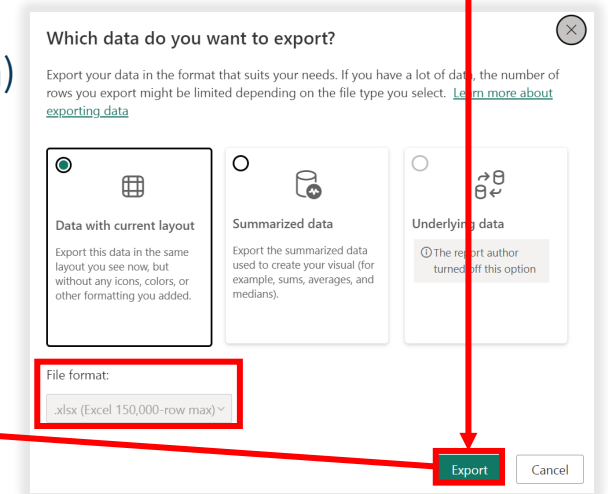 Which data do you want to export?
)
Export your data in the format that suits your needs. If you have a lot of data, the number of
rows you export might be limited depending on the file type you select. Learn more about
exporting data
Data with current layout
Export this data in the same
layout you see now, but
without any icons, colors, or
other formatting you added.
Summarized data
Export the summarized data
used to create your visual (for
example, sums, averages, and
medians).
Underlying data
The report author
turned off this option
File format:
.xlsx (Excel 150,000-row max)
Export
Cancel